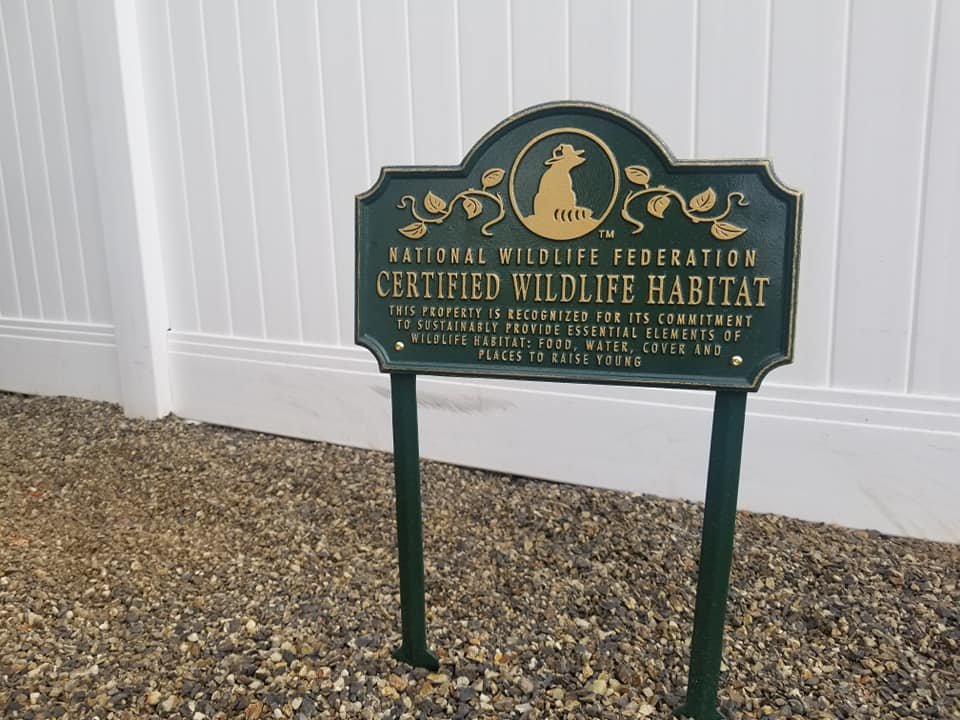 TM
NATIONAL WILDLIFE FEDERATION
CERTIFIED WILDLIFE HABITAT
THIS PROPERTY IS RECOGNIZED FOR ITS COMMITMENT
TO SUSTAINABLY PROVIDE ESSENTIAL ELEMENTS OF
WILDLIFE HABITAT: FOOD, WATER, COVER AND
PLACES TO RAISE YOUNG